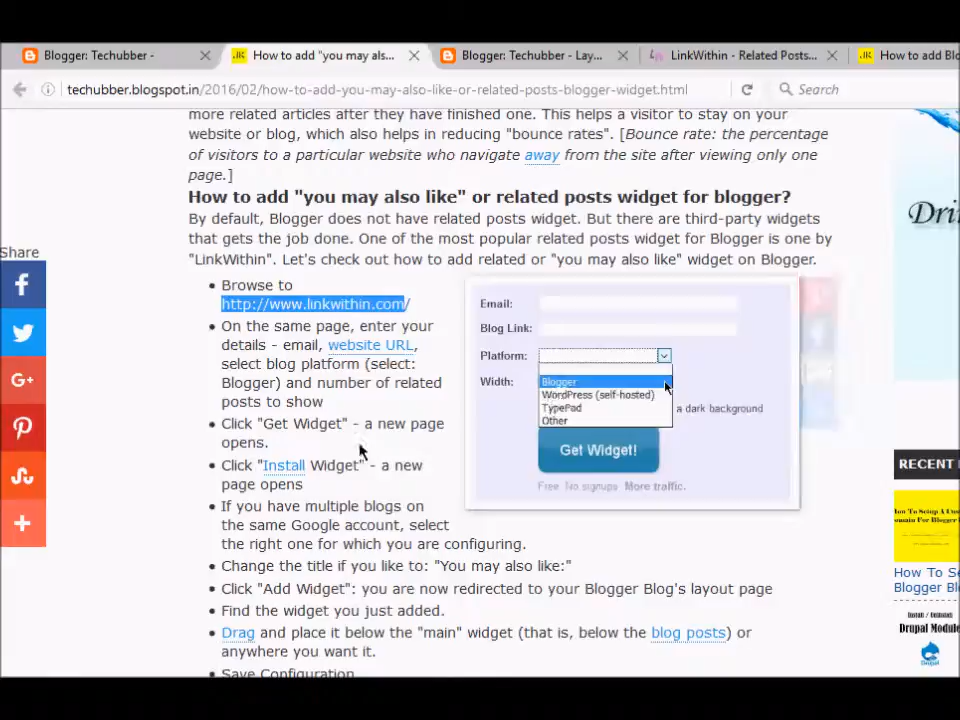 Blogger: Techubber -
How to add "you may als...
Blogger: Techubber - Lay...
LinkWithin - Related Posts...
How to add Blo
techubber.blogspot.in/2016/02/how-to-add-you-may-also-like-or-related-posts-blogger-widget.html
Search
more related articles after they have finished one. This helps a visitor to stay on your
website or blog, which also helps in reducing "bounce rates". [Bounce rate: the percentage
of visitors to a particular website who navigate away from the site after viewing only one
page.]
How to add "you may also like" or related posts widget for blogger?
By default, Blogger does not have related posts widget. But there are third-party widgets
that gets the job done. One of the most popular related posts widget for Blogger is one by
"LinkWithin". Let's check out how to add related or "you may also like" widget on Blogger.
Share
Browse to
http://www.linkwithin.com/
On the same page, enter your
details - email, website URL,
select blog platform (select:
Blogger) and number of related
posts to show
Click "Get Widget" - a new page
opens.
Click "Install Widget" - a new
page opens
If you have multiple blogs on
the same Google account, select
the right one for which you are configuring.
Change the title if you like to: "You may also like:"
Click "Add Widget": you are now redirected to your Blogger Blog's layout page
Find the widget you just added.
Drag and place it below the "main" widget (that is, below the blog posts) or
anywhere you want it.
Save Configuration
Email:
Blog Link:
Platform:
Width:
Blogger
WordPress (self-hosted)
TypePad
Other
a dark background
Get Widget!
Free. No signups. More traffic.
Drin
RECENT
How To Setup A Cust
omain For Blogger
How To Se
Blogger Bl
Install / Uninstall
Drupal Module